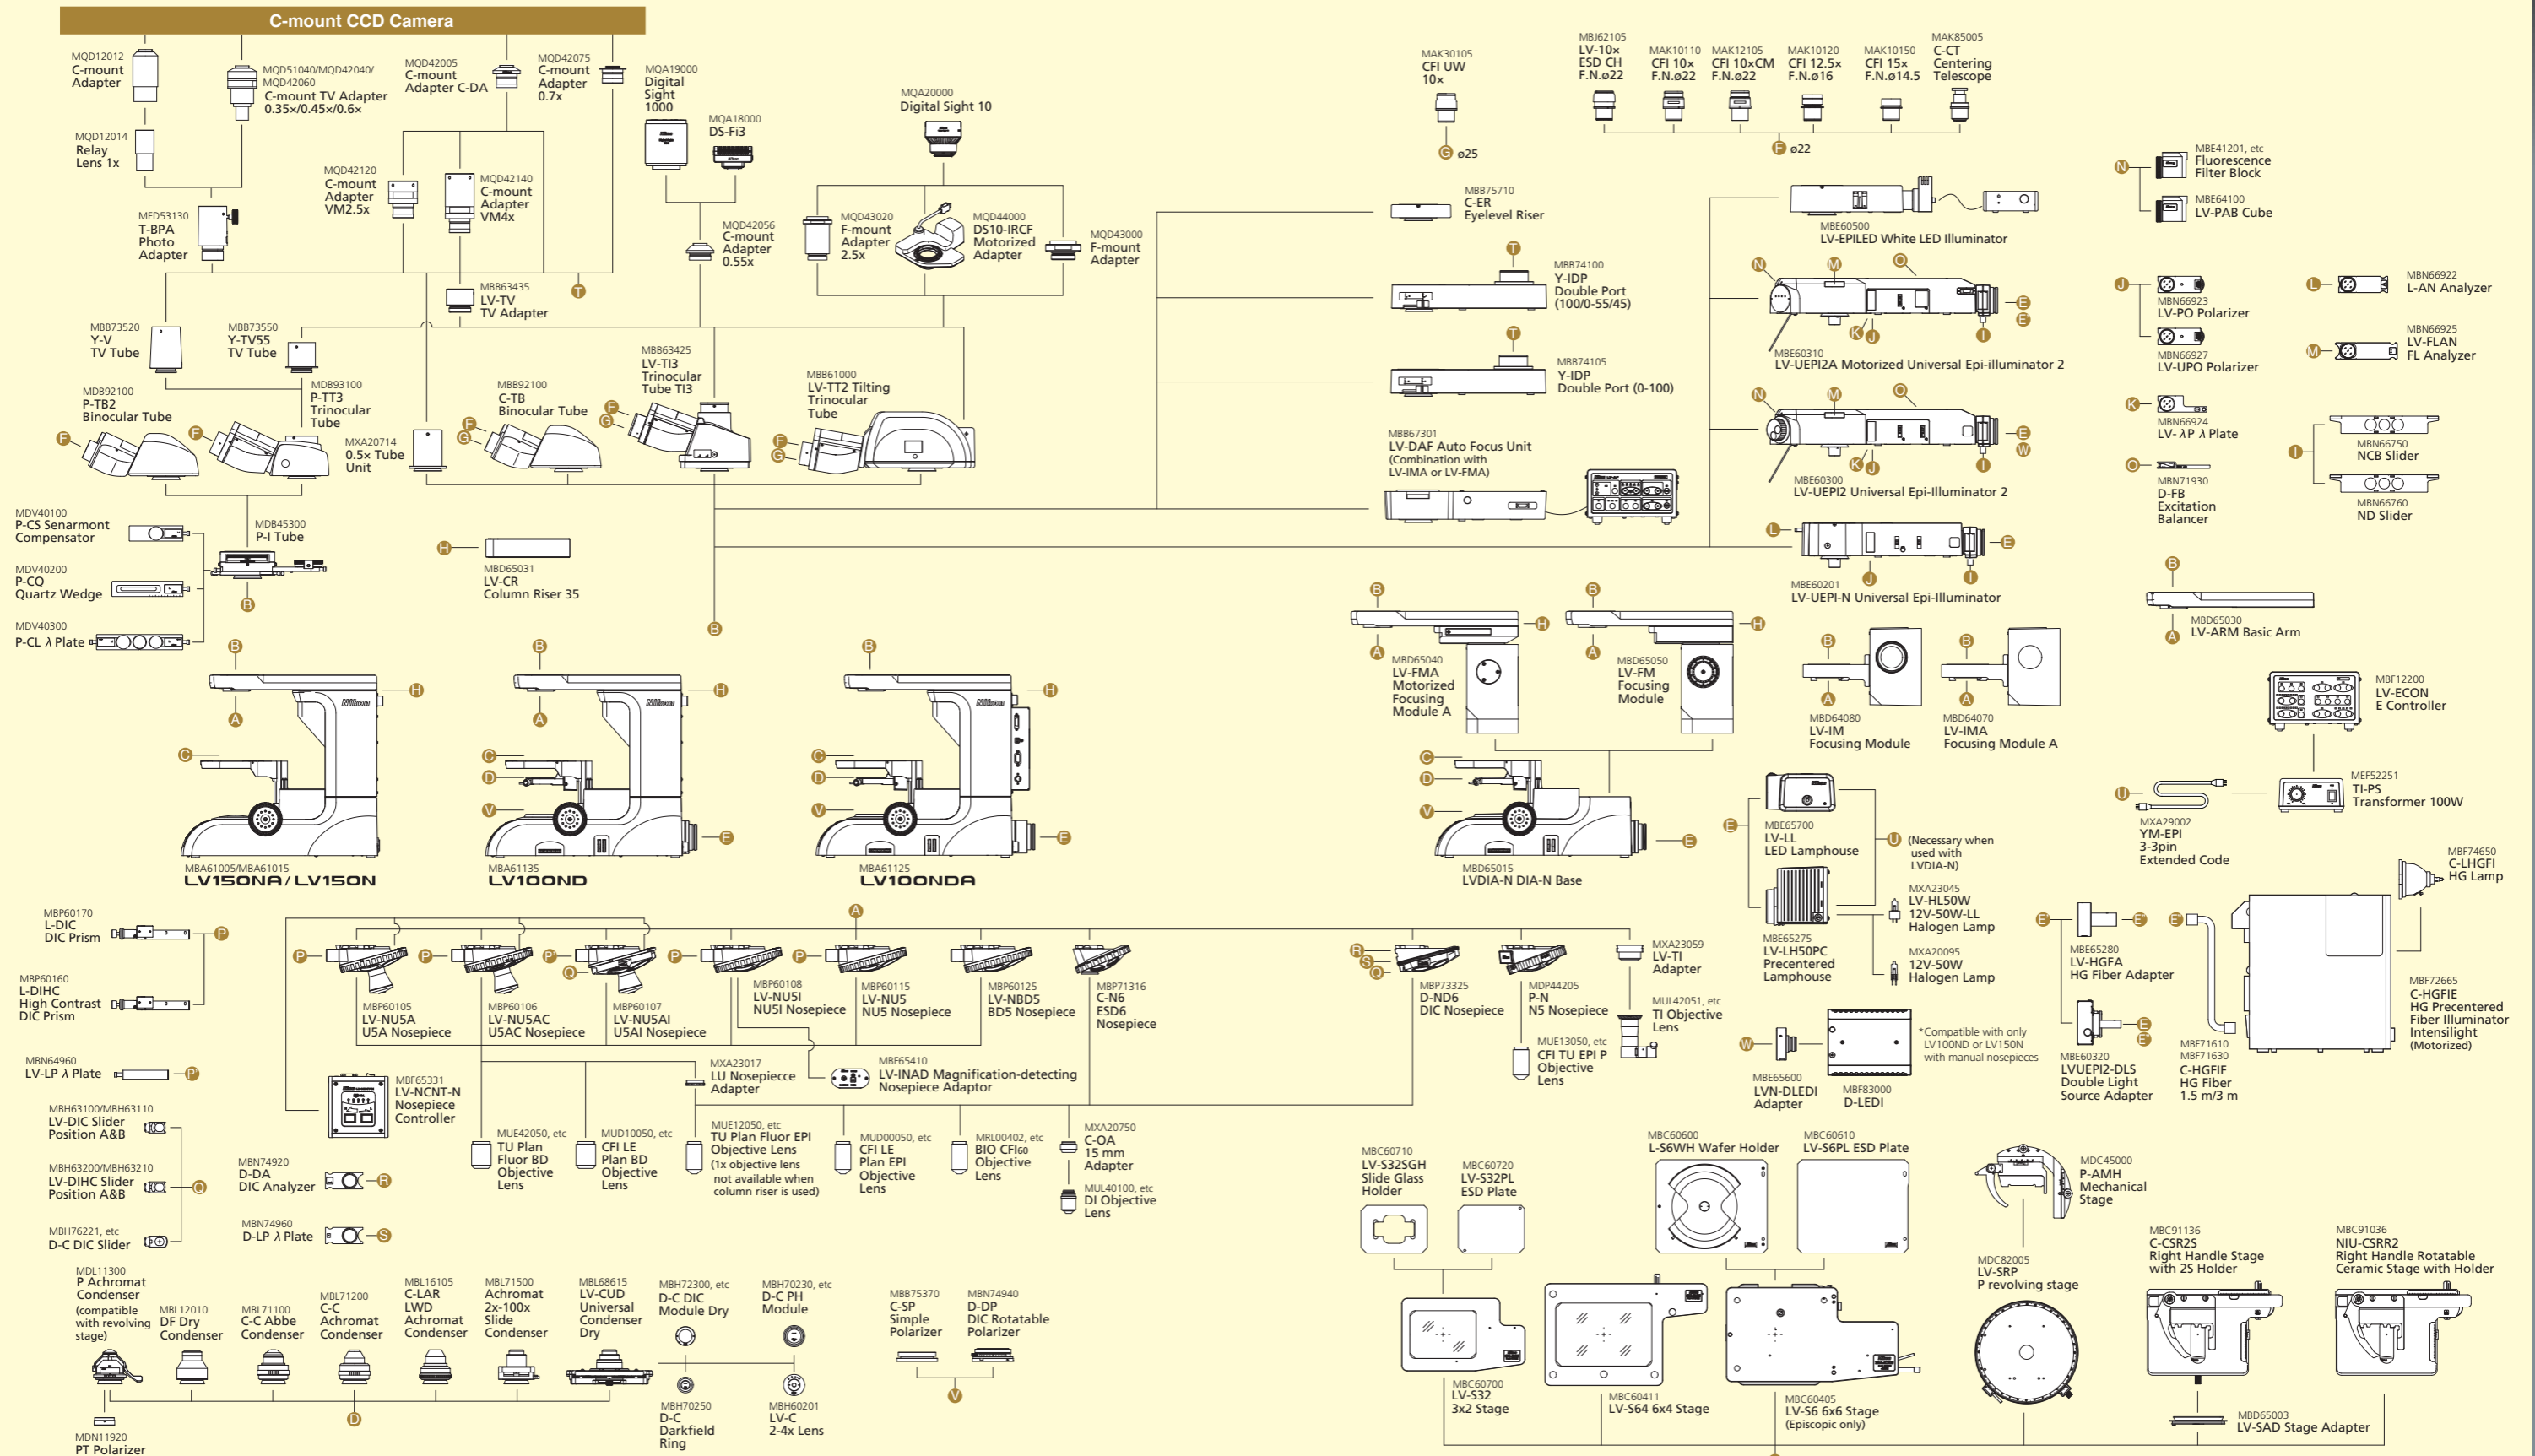 C-mount CCD Camera
MQD12012
C-mount
Adapter
MQD51040/MQD42040/
MQD42060
C-mount TV Adapter
0.35×/0.45×/0.6×
MQD42005
C-mount
Adapter C-DA
MQD42075
C-mount
Adapter
0.7x
MQA19000
Digital
Sight
1000
MQA18000
DS-Fi3
MQA20000
Digital Sight 10
MQD12014
Relay
Lens 1x
MED53130
T-BPA
Photo
Adapter
MQD42120
C-mount
Adapter
VM2.5x
MQD42140
C-mount
Adapter
VM4x
MQD42056
C-mount
Adapter
0.55x
MQD43020
F-mount
Adapter
2.5x
MQD44000
DS10-IRCF
Motorized
Adapter
MQD43000
F-mount
Adapter
MBB63435
LV-TV
TV Adapter
T
MBB73520
Y-V
TV Tube
MBB73550
Y-TV55
TV Tube
MDB92100
P-TB2
Binocular Tube
MDB93100
P-TT3
Trinocular
Tube
MXA20714
0.5× Tube
Unit
MBB92100
C-TB
Binocular Tube
MBB63425
LV-TI3
Trinocular
Tube TI3
MBB61000
LV-TT2 Tilting
Trinocular
Tube
F
F
F
G
F
G
F
G
MDV40100
P-CS Senarmont
Compensator
MDV40200
P-CQ
Quartz Wedge
MDV40300
P-CL λ Plate
MDB45300
P-I Tube
B
H
MBD65031
LV-CR
Column Riser 35
B
MAK30105
CFI UW
10×
G ø25
MBJ62105
LV-10×
ESD CH
F.N.ø22
MAK10110
CFI 10×
F.N.ø22
MAK12105
CFI 10×CM
F.N.ø22
MAK10120
CFI 12.5×
F.N.ø16
MAK10150
CFI 15×
F.N.ø14.5
MAK85005
C-CT
Centering
Telescope
F ø22
MBB75710
C-ER
Eyelevel Riser
T
MBB74100
Y-IDP
Double Port
(100/0-55/45)
T
MBB74105
Y-IDP
Double Port (0-100)
MBB67301
LV-DAF Auto Focus Unit
(Combination with
LV-IMA or LV-FMA)
MBE60500
LV-EPILED White LED Illuminator
N
M
O
E
E'
K
J
I
MBE60310
LV-UEPI2A Motorized Universal Epi-illuminator 2
N
M
O
E
W
K
J
I
MBE60300
LV-UEPI2 Universal Epi-Illuminator 2
L
E
J
I
MBE60201
LV-UEPI-N Universal Epi-Illuminator
N
MBE41201, etc
Fluorescence
Filter Block
MBE64100
LV-PAB Cube
J
MBN66923
LV-PO Polarizer
MBN66927
LV-UPO Polarizer
L
MBN66922
L-AN Analyzer
M
MBN66925
LV-FLAN
FL Analyzer
K
MBN66924
LV- λP λ Plate
O
MBN71930
D-FB
Excitation
Balancer
I
MBN66750
NCB Slider
MBN66760
ND Slider
B
A
MBD65030
LV-ARM Basic Arm
B
A
C
H
Nikon
MBA61005/MBA61015
LV150NA/LV150N
B
A
C
D
V
H
E
Nikon
MBA61135
LV100ND
B
C
D
V
H
E
MBA61125
LV100NDA
B
A
H
MBD65040
LV-FMA
Motorized
Focusing
Module A
B
A
H
MBD65050
LV-FM
Focusing
Module
B
A
MBD64080
LV-IM
Focusing Module
B
A
MBD64070
LV-IMA
Focusing Module A
C
D
V
E
MBD65015
LVDIA-N DIA-N Base
MBF12200
LV-ECON
E Controller
U
MXA29002
YM-EPI
3-3pin
Extended Code
MEF52251
TI-PS
Transformer 100W
E
MBE65700
LV-LL
LED Lamphouse
U (Necessary when
used with
LVDIA-N)
MBE65275
LV-LH50PC
Precentered
Lamphouse
MXA23045
LV-HL50W
12V-50W-LL
Halogen Lamp
MXA20095
12V-50W
Halogen Lamp
MBF74650
C-LHGFI
HG Lamp
MBE65280
LV-HGFA
HG Fiber Adapter
MBE60320
LVUEPI2-DLS
Double Light
Source Adapter
MBF71610
MBF71630
C-HGFIF
HG Fiber
1.5 m/3 m
MBF72665
C-HGFIE
HG Precentered
Fiber Illuminator
Intensilight
(Motorized)
W
MBE65600
LVN-DLEDI
Adapter
MBF83000
D-LEDI
*Compatible with only
LV100ND or LV150N
with manual nosepieces
MBP60170
L-DIC
DIC Prism
P
MBP60160
L-DIHC
High Contrast
DIC Prism
MBN64960
LV-LP λ Plate
P'
A
P
MBP60105
LV-NU5A
U5A Nosepiece
P
MBP60106
LV-NU5AC
U5AC Nosepiece
P'
Q
MBP60107
LV-NU5AI
U5AI Nosepiece
P
MBP60108
LV-NU5I
NU5I Nosepiece
P
MBP60115
LV-NU5
NU5 Nosepiece
MBP60125
LV-NBD5
BD5 Nosepiece
MBP71316
C-N6
ESD6
Nosepiece
R
S
Q
MBP73325
D-ND6
DIC Nosepiece
MDP44205
P-N
N5 Nosepiece
MXA23059
LV-TI
Adapter
MUL42051, etc
TI Objective
Lens
MUE13050, etc
CFI TU EPI P
Objective
Lens
MBF65331
LV-NCNT-N
Nosepiece
Controller
MXA23017
LU Nosepiecce
Adapter
MBF65410
LV-INAD Magnification-detecting
Nosepiece Adaptor
MUE42050, etc
TU Plan
Fluor BD
Objective
Lens
MUD10050, etc
CFI LE
Plan BD
Objective
Lens
MUE12050, etc
TU Plan Fluor EPI
Objective Lens
(1x objective lens
not available when
column riser is used)
MUD00050, etc
CFI LE
Plan EPI
Objective
Lens
MRL00402, etc
BIO CFI60
Objective
Lens
MXA20750
C-OA
15 mm
Adapter
MUL40100, etc
DI Objective
Lens
MBH63100/MBH63110
LV-DIC Slider
Position A&B
MBH63200/MBH63210
LV-DIHC Slider
Position A&B
Q
MBH76221, etc
D-C DIC Slider
MBN74920
D-DA
DIC Analyzer
R
MBN74960
D-LP λ Plate
S
MDL11300
P Achromat
Condenser
(compatible
with revolving
stage)
MBL12010
DF Dry
Condenser
MBL71100
C-C Abbe
Condenser
MBL71200
C-C
Achromat
Condenser
MBL16105
C-LAR
LWD
Achromat
Condenser
MBL71500
Achromat
2x-100x
Slide
Condenser
MBL68615
LV-CUD
Universal
Condenser
Dry
MBH72300, etc
D-C DIC
Module Dry
MBH70230, etc
D-C PH
Module
MBH70250
D-C
Darkfield
Ring
MBH60201
LV-C
2-4x Lens
D
MDN11920
PT Polarizer
MBB75370
C-SP
Simple
Polarizer
MBN74940
D-DP
DIC Rotatable
Polarizer
V
MBC60710
LV-S32SGH
Slide Glass
Holder
MBC60720
LV-S32PL
ESD Plate
MBC60600
L-S6WH Wafer Holder
MBC60610
LV-S6PL ESD Plate
MDC45000
P-AMH
Mechanical
Stage
MBC60700
LV-S32
3x2 Stage
MBC60411
LV-S64 6x4 Stage
MBC60405
LV-S6 6x6 Stage
(Episcopic only)
MDC82005
LV-SRP
P revolving stage
MBC91136
C-CSR2S
Right Handle Stage
with 2S Holder
MBC91036
NIU-CSRR2
Right Handle Rotatable
Ceramic Stage with Holder
MBD65003
LV-SAD Stage Adapter